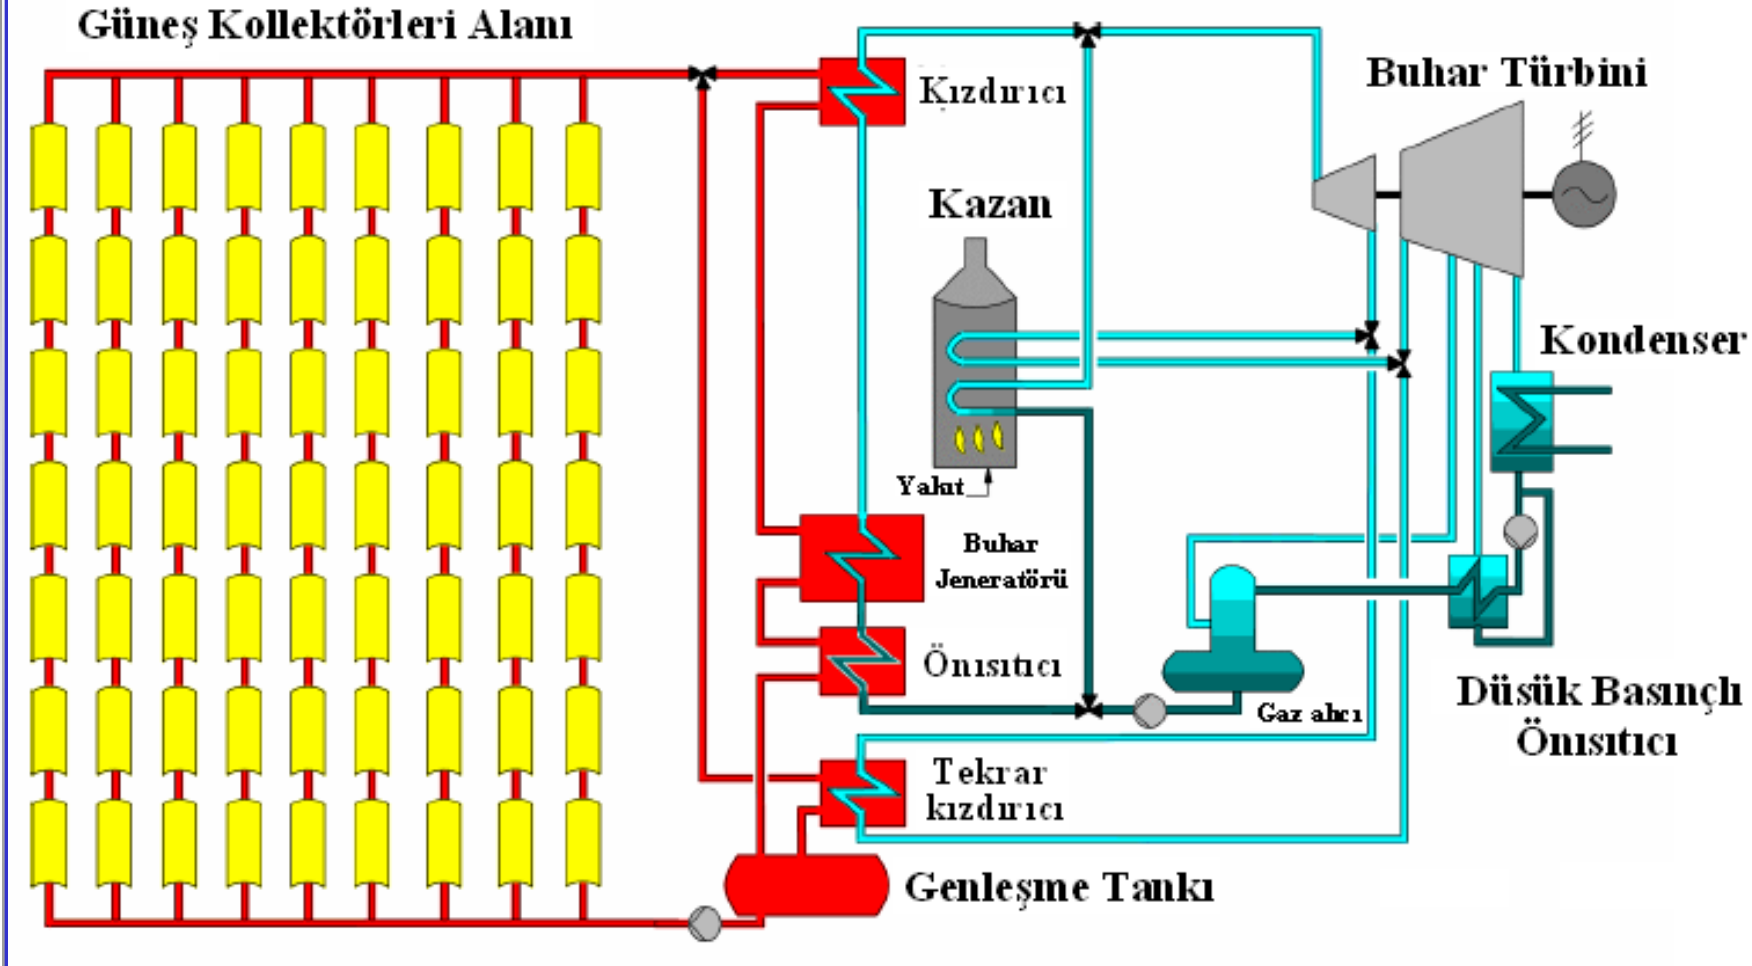 Güneş Kollektörleri Alanı
Kızdırıcı
Buhar Türbini
Kazan
Kondenser
Yakıt
Buhar
Jeneratörü
Önısıtıcı
Gaz alıcı
Düsük Basınçlı
Önısıtıcı
Tekrar
kızdırıcı
Genleşme Tankı